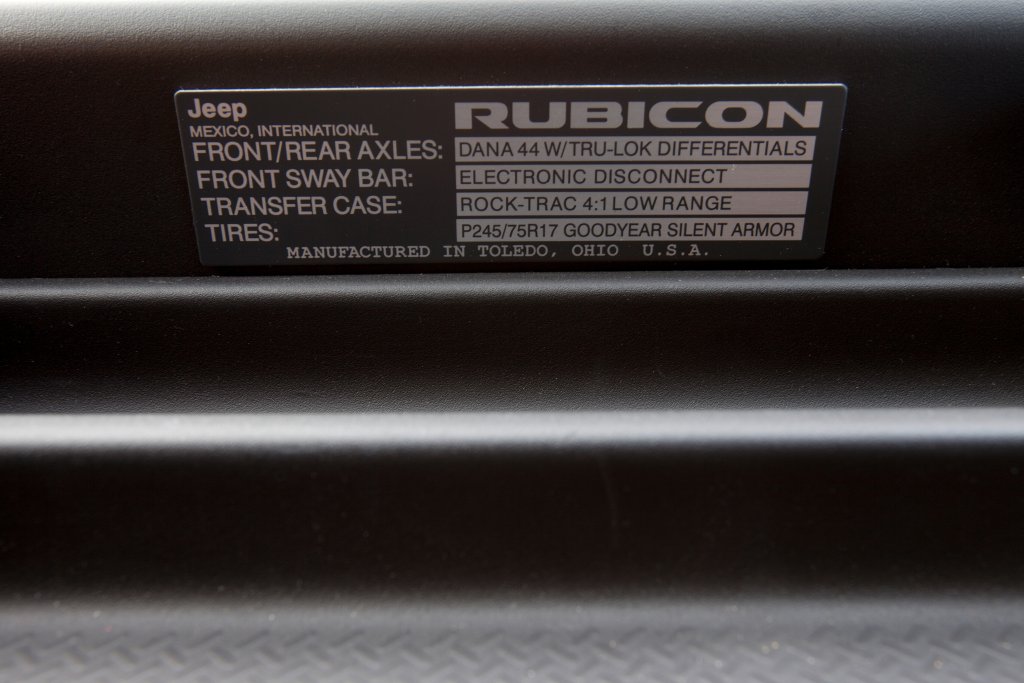 Jeep RUBICON
MEXICO, INTERNATIONAL
FRONT/REAR AXLES: DANA 44 W/TRU-LOK DIFFERENTIALS
FRONT SWAY BAR: ELECTRONIC DISCONNECT
TRANSFER CASE: ROCK-TRAC 4:1 LOW RANGE
TIRES: P245/75R17 GOODYEAR SILENT ARMOR
MANUFACTURED IN TOLEDO, OHIO U.S.A.